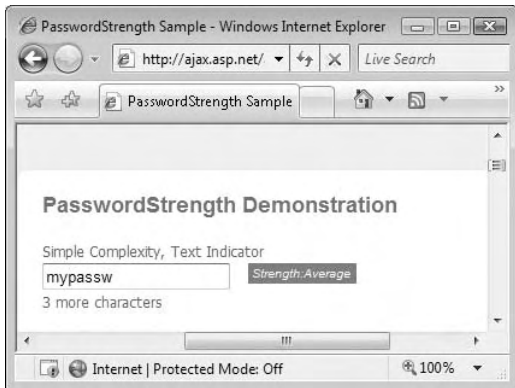 PasswordStrength Sample - Windows Internet Explorer
http://ajax.asp.net/
Live Search
PasswordStrength Sample
PasswordStrength Demonstration
Simple Complexity, Text Indicator
mypassw
Strength:Average
3 more characters
Internet | Protected Mode: Off
100%